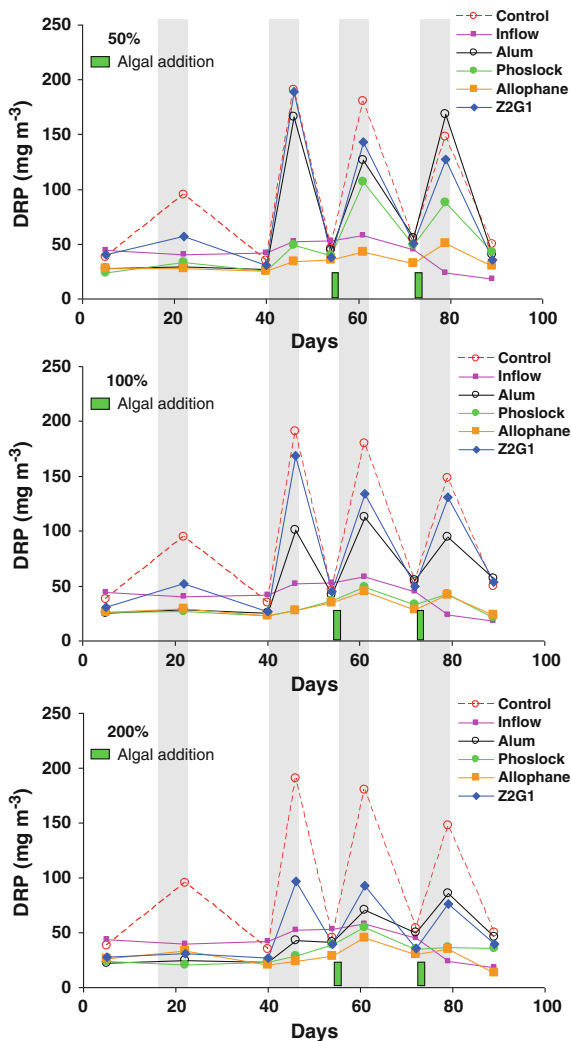 50%
Algal addition
Control
Inflow
Alum
Phoslock
Allophane
Z2G1
DRP (mg m-3)
250
200
150
100
50
0
0 20 40 60 80 100
Days
100%
Algal addition
Control
Inflow
Alum
Phoslock
Allophane
Z2G1
DRP (mg m-3)
250
200
150
100
50
0
0 20 40 60 80 100
Days
200%
Algal addition
Control
Inflow
Alum
Phoslock
Allophane
Z2G1
DRP (mg m-3)
250
200
150
100
50
0
0 20 40 60 80 100
Days